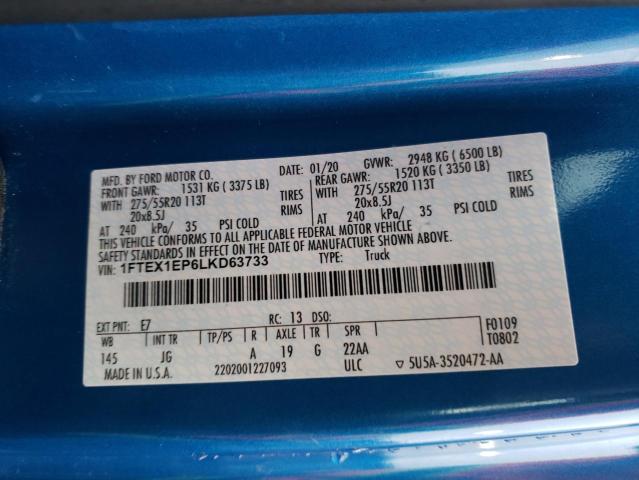 MFD. BY FORD MOTOR CO.
DATE: 01/20 GVWR: 2948 KG ( 6500 LB)
FRONT GAWR: 1531 KG ( 3375 LB) REAR GAWR: 1520 KG ( 3350 LB)
WITH 275/55R20 113T TIRES WITH 275/55R20 113T TIRES
20x8.5J RIMS 20x8.5J RIMS
AT 240 kPa/ 35 PSI COLD AT 240 kPa/ 35 PSI COLD
THIS VEHICLE CONFORMS TO ALL APPLICABLE FEDERAL MOTOR VEHICLE
SAFETY STANDARDS IN EFFECT ON THE DATE OF MANUFACTURE SHOWN ABOVE.
VIN: 1FTEX1EP6LKD63733 TYPE: Truck
EXT PNT: E7 RC: 13 DSO: F0109
WB INT TR TP/PS R AXLE TR SPR T0802
145 JG A 19 G 22AA
MADE IN U.S.A. 2202001227093 ULC ▽ 5U5A-3520472-AA